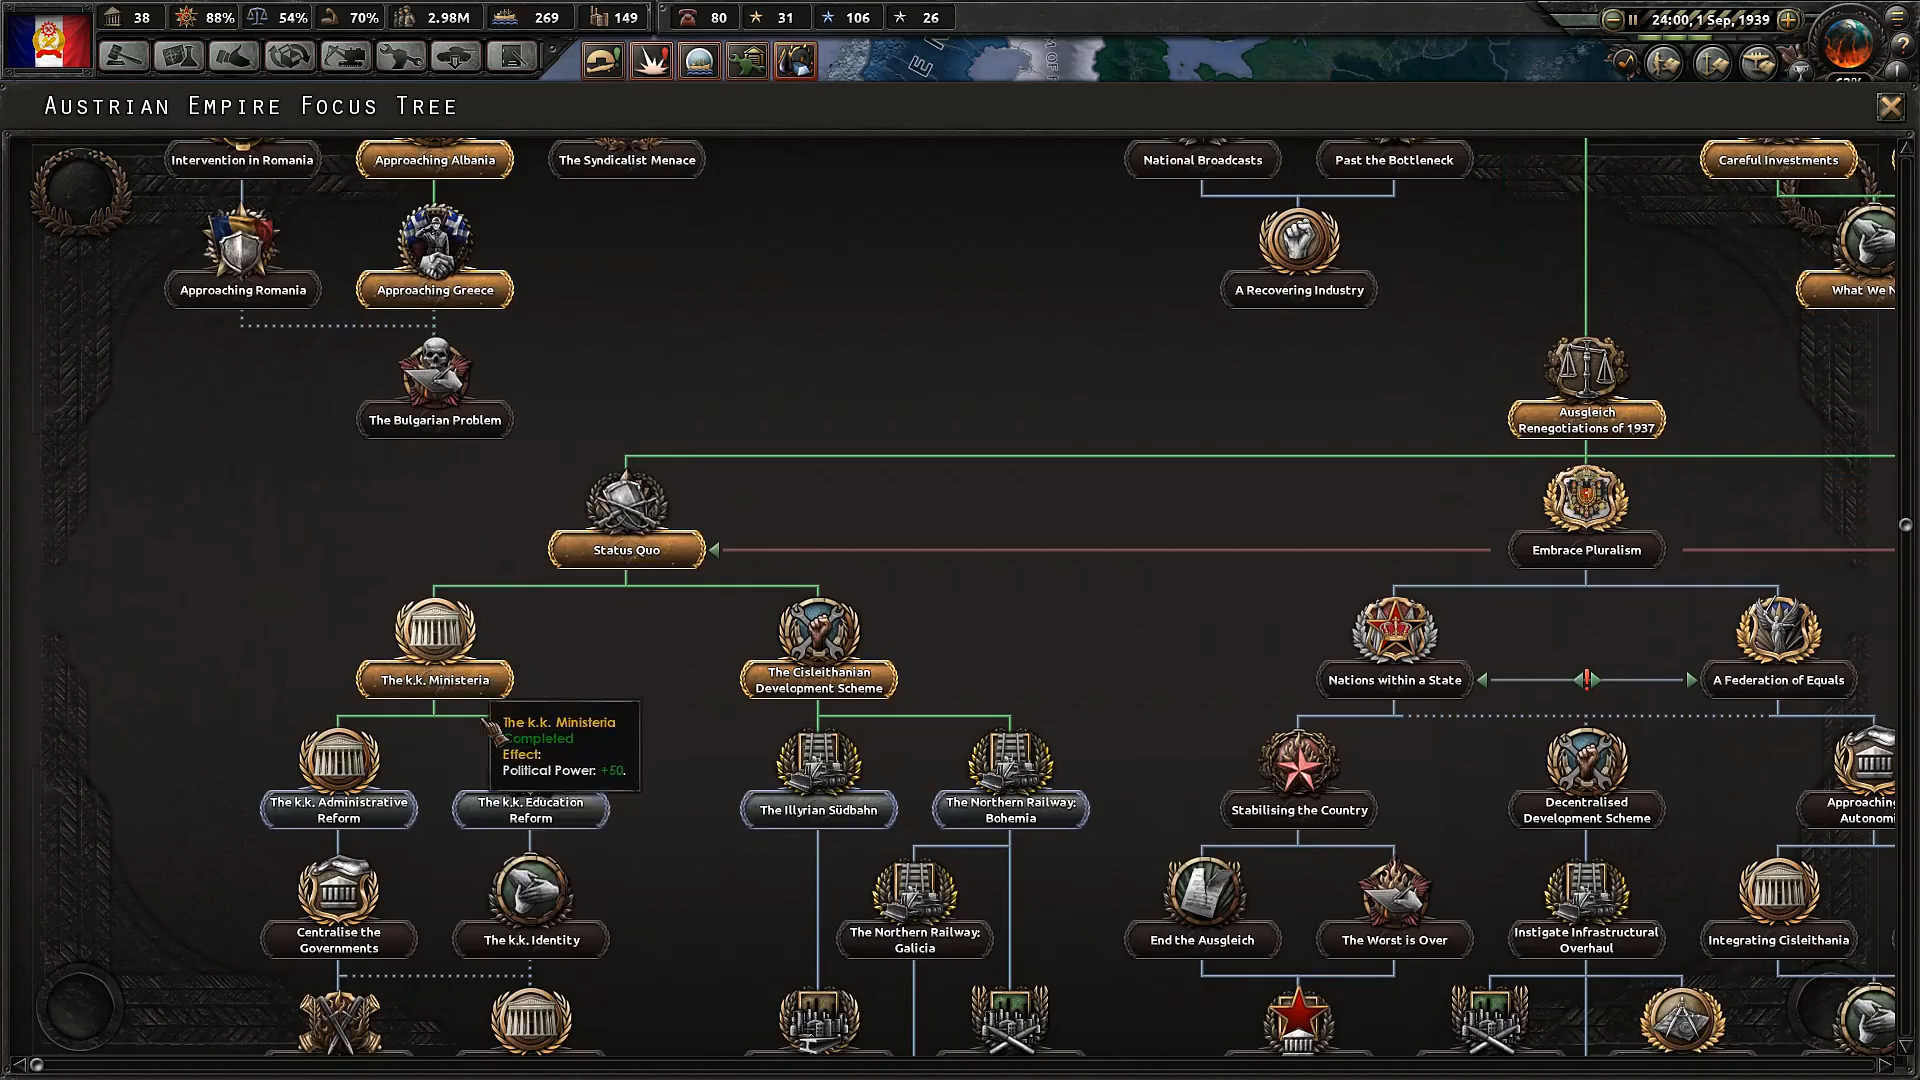 38
88%
54%
70%
2.98M
269
149
80
31
106
26
24:00, 1 Sep, 1939
AUSTRIAN EMPIRE FOCUS TREE
Intervention in Romania
Approaching Albania
The Syndicalist Menace
National Broadcasts
Past the Bottleneck
Careful Investments
Approaching Romania
Approaching Greece
A Recovering Industry
What We N
The Bulgarian Problem
Ausgleich
Renegotiations of 1937
Status Quo
Embrace Pluralism
The k.k. Ministeria
The Cisleithanian
Development Scheme
Nations within a State
A Federation of Equals
The k.k. Ministeria
Completed
Effect:
Political Power: +50.
The k.k. Administrative
Reform
The k.k. Education
Reform
The Illyrian Südbahn
The Northern Railway:
Bohemia
Stabilising the Country
Decentralised
Development Scheme
Approaching
Autonomi
Centralise the
Governments
The k.k. Identity
The Northern Railway:
Galicia
End the Ausgleich
The Worst is Over
Instigate Infrastructural
Overhaul
Integrating Cisleithania